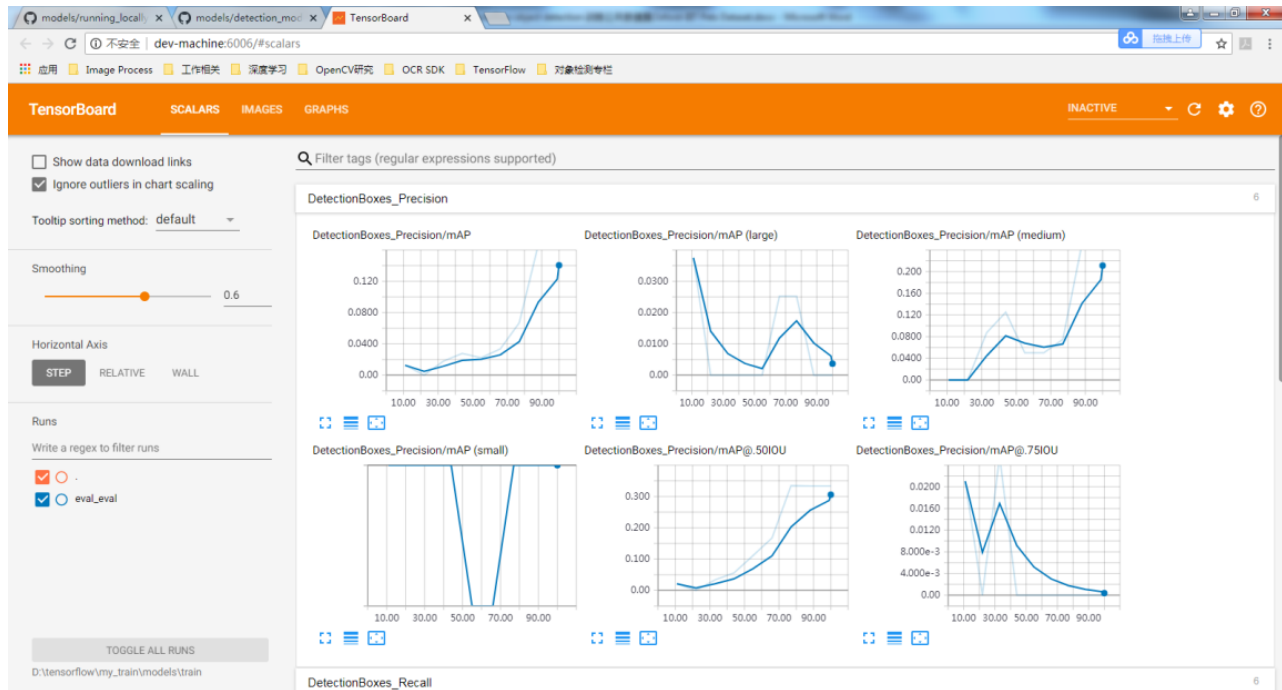 models/running_locally
models/detection_mod
TensorBoard
不安全 | dev-machine:6006/#scalars
拖拽上传
应用 Image Process 工作相关 深度学习 OpenCV研究 OCR SDK TensorFlow 对象检测专栏
TensorBoard SCALARS IMAGES GRAPHS INACTIVE
Show data download links
Ignore outliers in chart scaling
Tooltip sorting method: default
Smoothing
0.6
Horizontal Axis
STEP RELATIVE WALL
Runs
Write a regex to filter runs
.
eval_eval
TOGGLE ALL RUNS
D:\tensorflow\my_train\models\train
Filter tags (regular expressions supported)
DetectionBoxes_Precision 6
DetectionBoxes_Precision/mAP
0.120
0.0800
0.0400
0.00
10.00 30.00 50.00 70.00 90.00
DetectionBoxes_Precision/mAP (large)
0.0300
0.0200
0.0100
0.00
10.00 30.00 50.00 70.00 90.00
DetectionBoxes_Precision/mAP (medium)
0.200
0.160
0.120
0.0800
0.0400
0.00
10.00 30.00 50.00 70.00 90.00
DetectionBoxes_Precision/mAP (small)
10.00 30.00 50.00 70.00 90.00
DetectionBoxes_Precision/mAP@.50IOU
0.300
0.200
0.100
0.00
10.00 30.00 50.00 70.00 90.00
DetectionBoxes_Precision/mAP@.75IOU
0.0200
0.0160
0.0120
8.000e-3
4.000e-3
0.00
10.00 30.00 50.00 70.00 90.00
DetectionBoxes_Recall 6